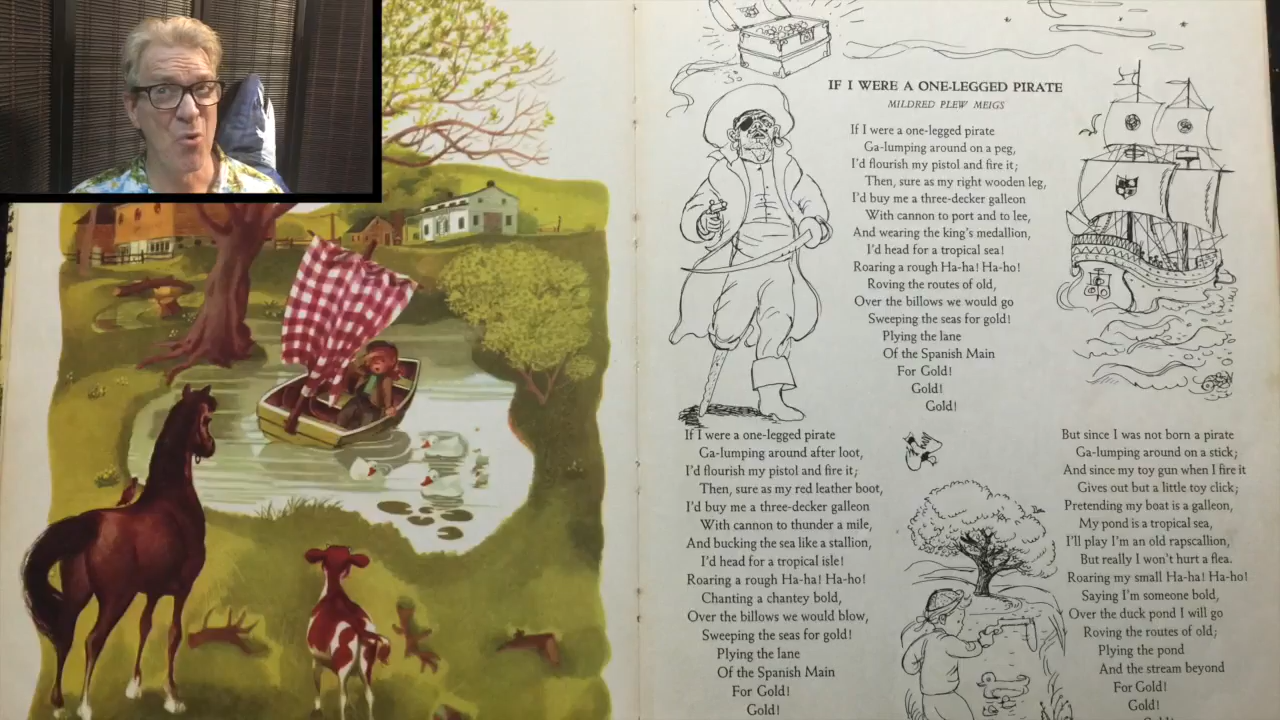 IF I WERE A ONE-LEGGED PIRATE
MILDRED PLEW MEIGS
If I were a one-legged pirate
Ga-lumping around on a peg,
I'd flourish my pistol and fire it;
Then, sure as my right wooden leg,
I'd buy me a three-decker galleon
With cannon to port and to lee,
And wearing the king's medallion,
I'd head for a tropical sea!
Roaring a rough Ha-ha! Ha-ho!
Roving the routes of old,
Over the billows we would go
Sweeping the seas for gold!
Plying the lane
Of the Spanish Main
For Gold!
Gold!
Gold!
If I were a one-legged pirate
Ga-lumping around after loot,
I'd flourish my pistol and fire it;
Then, sure as my red leather boot,
I'd buy me a three-decker galleon
With cannon to thunder a mile,
And bucking the sea like a stallion,
I'd head for a tropical isle!
Roaring a rough Ha-ha! Ha-ho!
Chanting a chantey bold,
Over the billows we would blow,
Sweeping the seas for gold!
Plying the lane
Of the Spanish Main
For Gold!
Gold!
But since I was not born a pirate
Ga-lumping around on a stick;
And since my toy gun when I fire it
Gives out but a little toy click;
Pretending my boat is a galleon,
My pond is a tropical sea,
I'll play I'm an old rapscallion,
But really I won't hurt a flea.
Roaring my small Ha-ha! Ha-ho!
Saying I'm someone bold,
Over the duck pond I will go
Roving the routes of old;
Plying the pond
And the stream beyond
For Gold!
Gold!